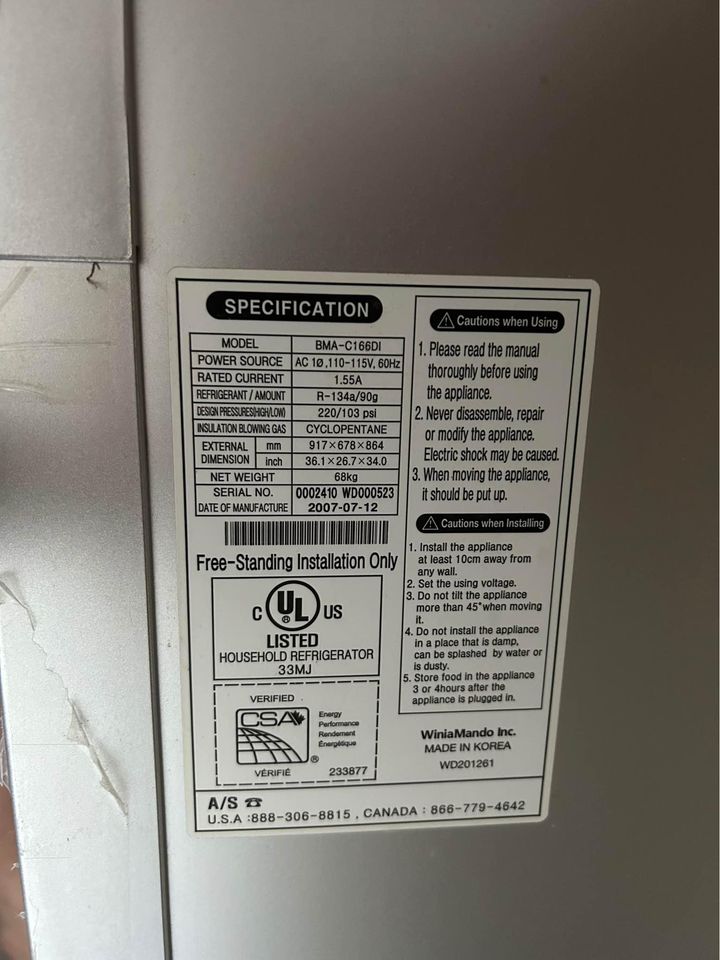 SPECIFICATION
MODEL BMA-C166DI
POWER SOURCE AC 1Ø,110-115V, 60Hz
RATED CURRENT 1.55A
REFRIGERANT / AMOUNT R-134a/90g
DESIGN PRESSURES(HIGH/LOW) 220/103 psi
INSULATION BLOWING GAS CYCLOPENTANE
EXTERNAL DIMENSION mm 917×678×864
inch 36.1×26.7×34.0
NET WEIGHT 68kg
SERIAL NO. 0002410 WD000523
DATE OF MANUFACTURE 2007-07-12
Free-Standing Installation Only
C UL ® US
LISTED
HOUSEHOLD REFRIGERATOR
33MJ
VERIFIED
CSA ®
Energy
Performance
Rendement
Énergétique
VÉRIFIÉ 233877
⚠ Cautions when Using
1. Please read the manual
thoroughly before using
the appliance.
2. Never disassemble, repair
or modify the appliance.
Electric shock may be caused.
3. When moving the appliance,
it should be put up.
⚠ Cautions when Installing
1. Install the appliance
at least 10cm away from
any wall.
2. Set the using voltage.
3. Do not tilt the appliance
more than 45°when moving
it.
4. Do not install the appliance
in a place that is damp,
can be splashed by water or
is dusty.
5. Store food in the appliance
3 or 4hours after the
appliance is plugged in.
WiniaMando Inc.
MADE IN KOREA
WD201261
A/S ☎
U.S.A :888-306-8815 , CANADA : 866-779-4642